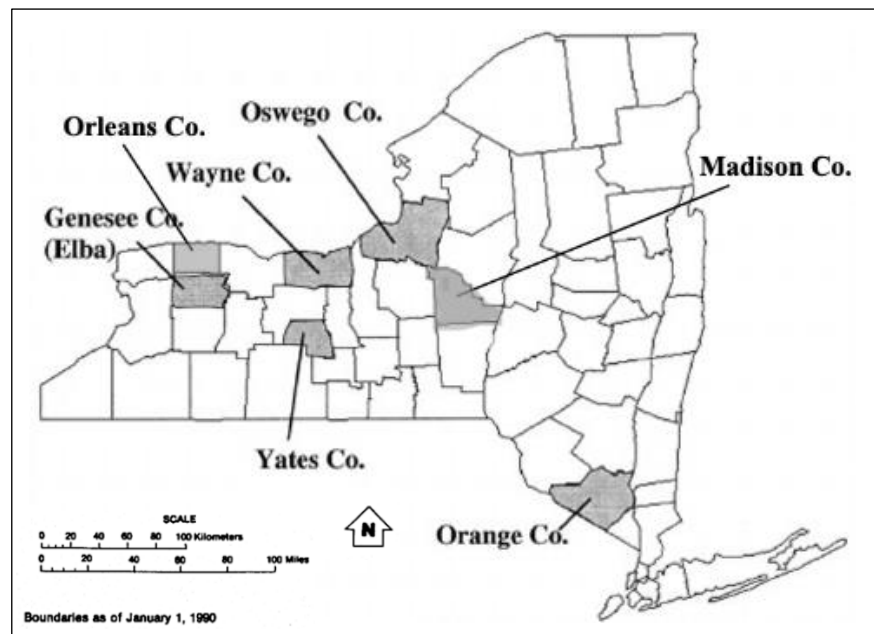 Oswego Co.
Orleans Co.
Wayne Co.
Madison Co.
Genesee Co.
(Elba)
Yates Co.
Orange Co.
N
SCALE
0 20 40 60 80 100 Kilometers
0 20 40 60 80 100 Miles
Boundaries as of January 1, 1990